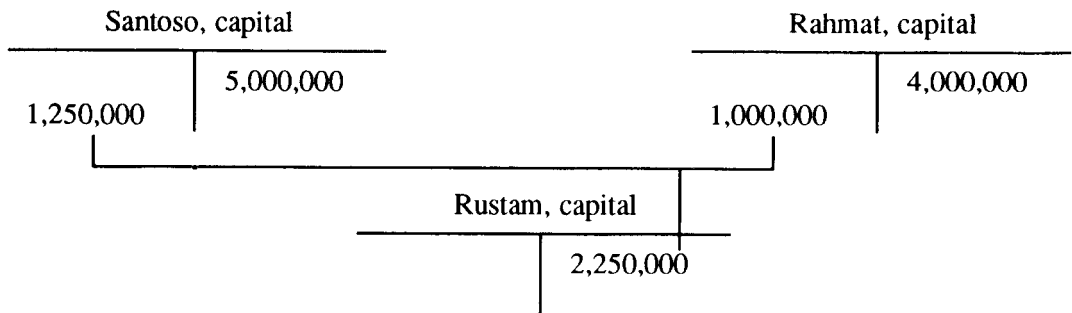 Santoso, capital
Rahmat, capital
5,000,000
4,000,000
1,250,000
1,000,000
Rustam, capital
2,250,000